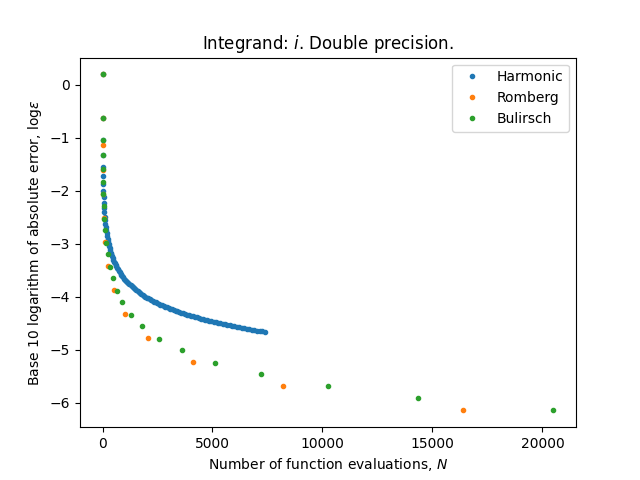 Integrand: i. Double precision.
Harmonic
Romberg
Bulirsch
Base 10 logarithm of absolute error, logε
0
−1
−2
−3
−4
−5
−6
0 5000 10000 15000 20000
Number of function evaluations, N